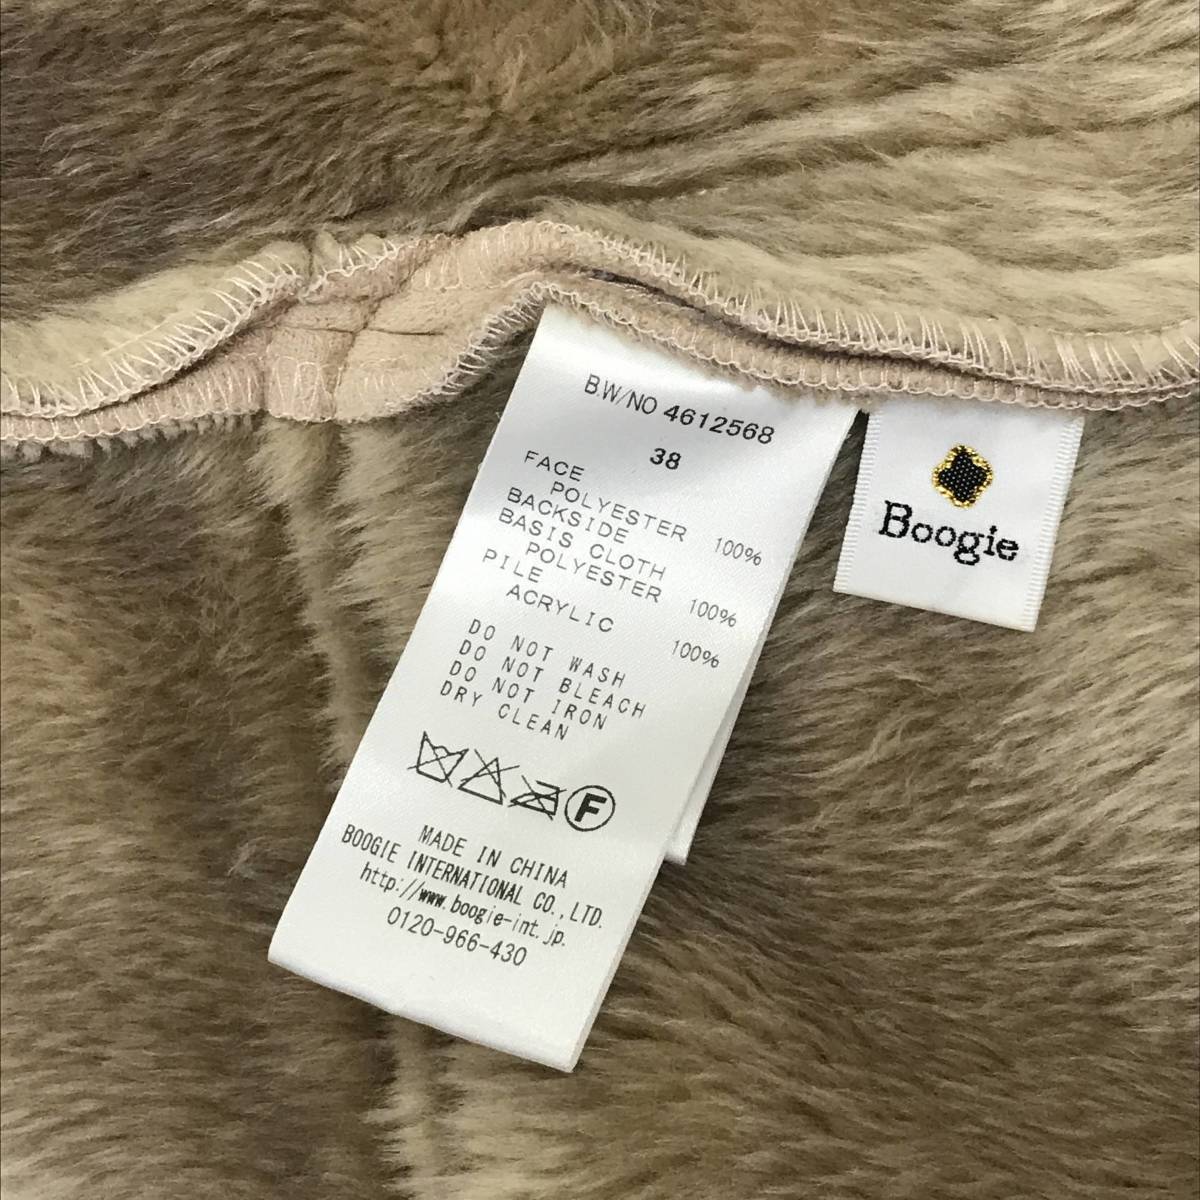 B.W/NO 4612568
38
FACE
POLYESTER 100%
BACKSIDE
BASIS CLOTH
POLYESTER 100%
PILE
ACRYLIC 100%
DO NOT WASH
DO NOT BLEACH
DO NOT IRON
DRY CLEAN
F
MADE IN CHINA
BOOGIE INTERNATIONAL CO., LTD.
http://www.boogie-int.jp.
0120-966-430
Boogie